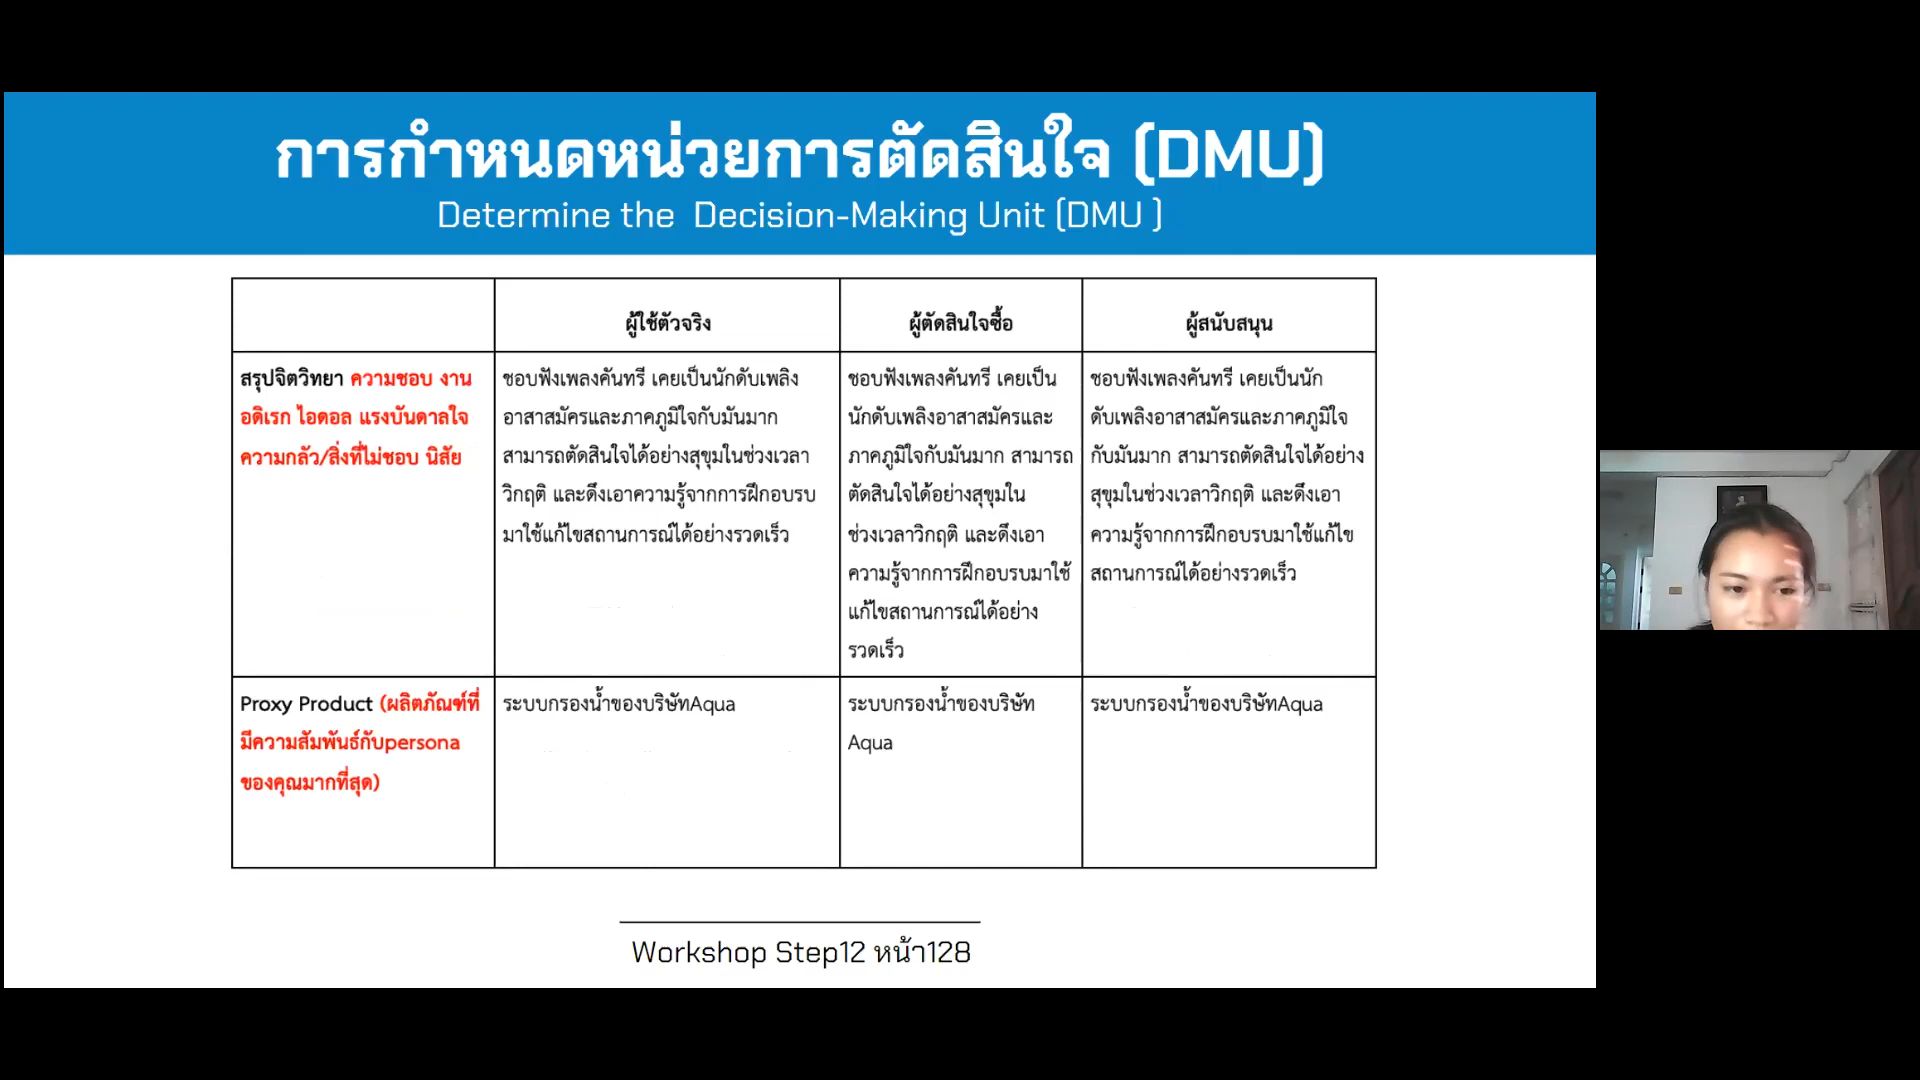 การกำหนดหน่วยการตัดสินใจ (DMU)
Determine the Decision-Making Unit (DMU )
ผู้ใช้ตัวจริง
ผู้ตัดสินใจซื้อ
ผู้สนับสนุน
สรุปจิตวิทยา ความชอบ งาน
อดิเรก ไอดอล แรงบันดาลใจ
ความกลัว/สิ่งที่ไม่ชอบ นิสัย
ชอบฟังเพลงคันทรี เคยเป็นนักดับเพลิง
อาสาสมัครและภาคภูมิใจกับมันมาก
สามารถตัดสินใจได้อย่างสุขุมในช่วงเวลา
วิกฤติ และดึงเอาความรู้จากการฝึกอบรบ
มาใช้แก้ไขสถานการณ์ได้อย่างรวดเร็ว
ชอบฟังเพลงคันทรี เคยเป็น
นักดับเพลิงอาสาสมัครและ
ภาคภูมิใจกับมันมาก สามารถ
ตัดสินใจได้อย่างสุขุมใน
ช่วงเวลาวิกฤติ และดึงเอา
ความรู้จากการฝึกอบรบมาใช้
แก้ไขสถานการณ์ได้อย่าง
รวดเร็ว
ชอบฟังเพลงคันทรี เคยเป็นนัก
ดับเพลิงอาสาสมัครและภาคภูมิใจ
กับมันมาก สามารถตัดสินใจได้อย่าง
สุขุมในช่วงเวลาวิกฤติ และดึงเอา
ความรู้จากการฝึกอบรบมาใช้แก้ไข
สถานการณ์ได้อย่างรวดเร็ว
Proxy Product (ผลิตภัณฑ์ที่
มีความสัมพันธ์กับpersona
ของคุณมากที่สุด)
ระบบกรองน้ำของบริษัทAqua
ระบบกรองน้ำของบริษัท
Aqua
ระบบกรองน้ำของบริษัทAqua
Workshop Step12 หน้า128